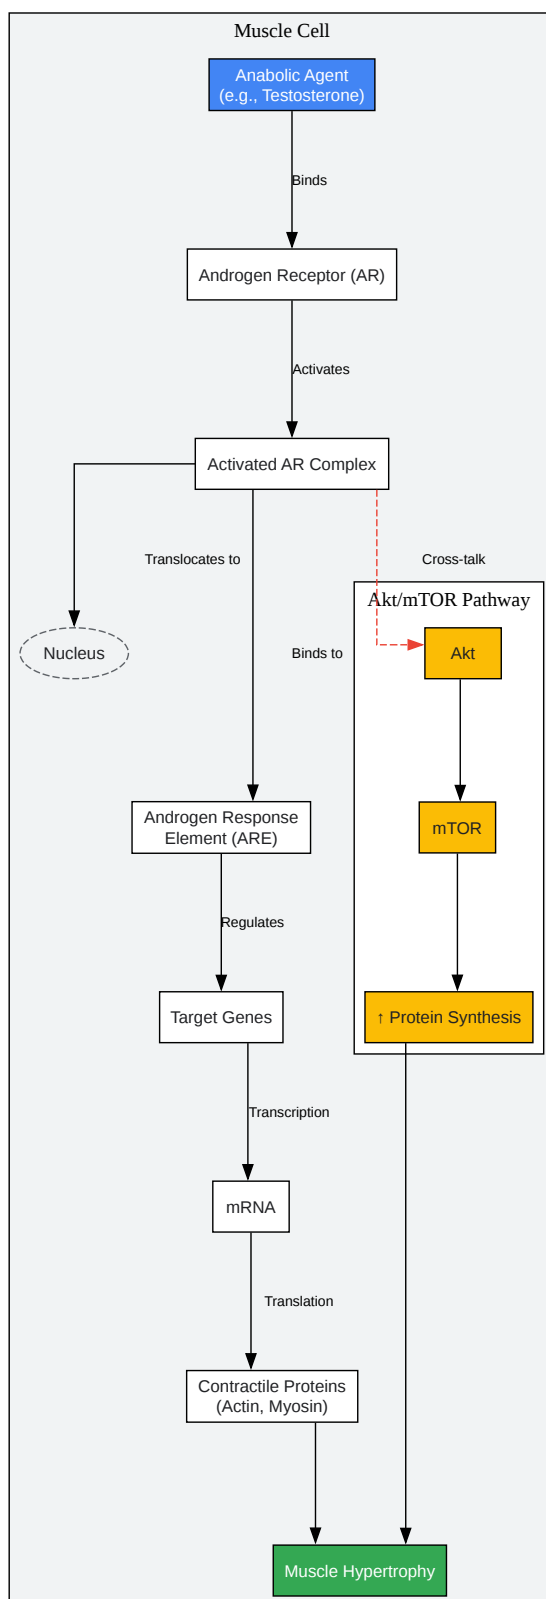 Muscle Cell
Anabolic Agent
(e.g., Testosterone)
Binds
Androgen Receptor (AR)
Activates
Activated AR Complex
Translocates to
Cross-talk
Akt/mTOR Pathway
Nucleus
Binds to
Akt
Androgen Response
Element (ARE)
mTOR
Regulates
Target Genes
↑ Protein Synthesis
Transcription
mRNA
Translation
Contractile Proteins
(Actin, Myosin)
Muscle Hypertrophy